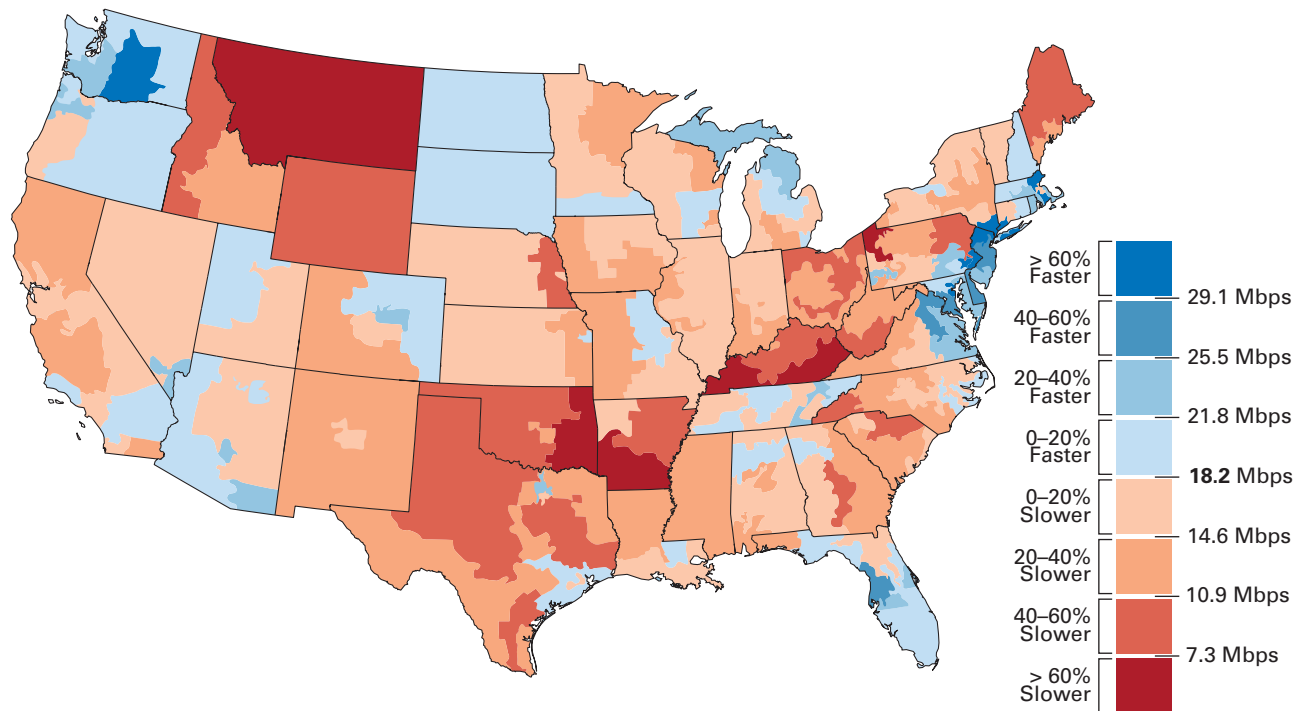 > 60%
Faster
29.1 Mbps
40–60%
Faster
25.5 Mbps
20–40%
Faster
21.8 Mbps
0–20%
Faster
18.2 Mbps
0–20%
Slower
14.6 Mbps
20–40%
Slower
10.9 Mbps
40–60%
Slower
7.3 Mbps
> 60%
Slower